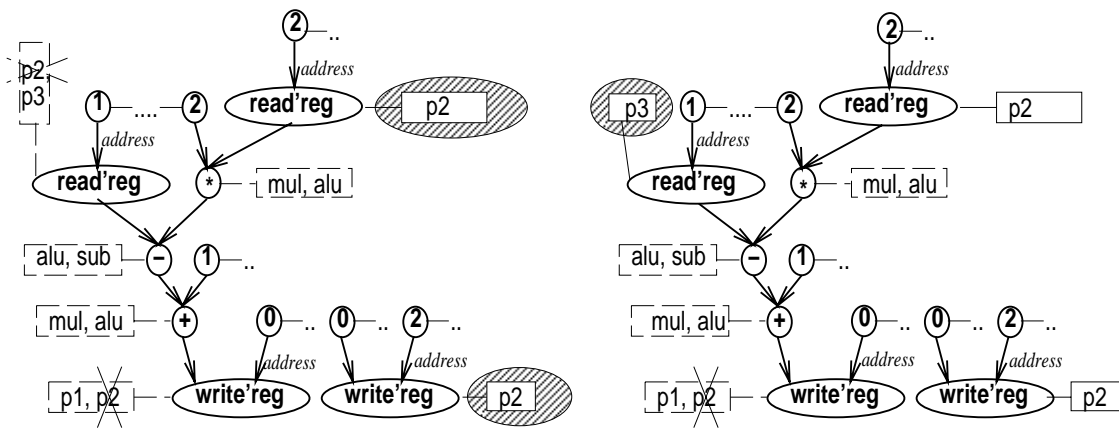 2 ..
p2,
p3
address
1 .... 2
read'reg
p2
address
read'reg
*
mul, alu
alu, sub
−
1 ..
mul, alu
+
0 ..
0 ..
2 ..
address
address
p1, p2
write'reg
write'reg
p2
2 ..
address
p3
1 .... 2
read'reg
p2
address
read'reg
*
mul, alu
alu, sub
−
1 ..
mul, alu
+
0 ..
0 ..
2 ..
address
address
p1, p2
write'reg
write'reg
p2